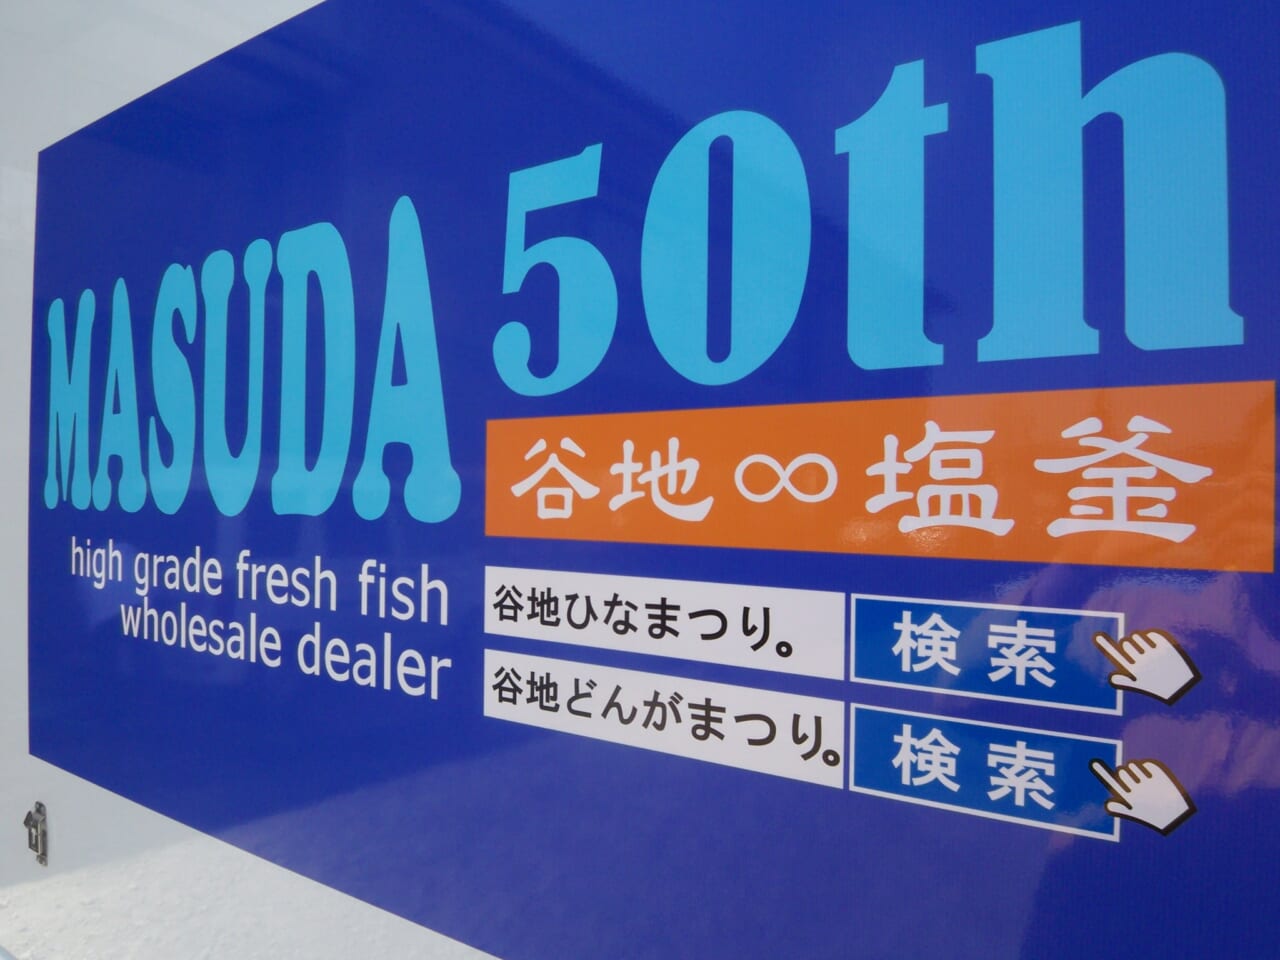 MASUDA 50th
high grade fresh fish
wholesale dealer
谷地∞塩釜
谷地ひなまつり。 検索
谷地どんがまつり。 検索